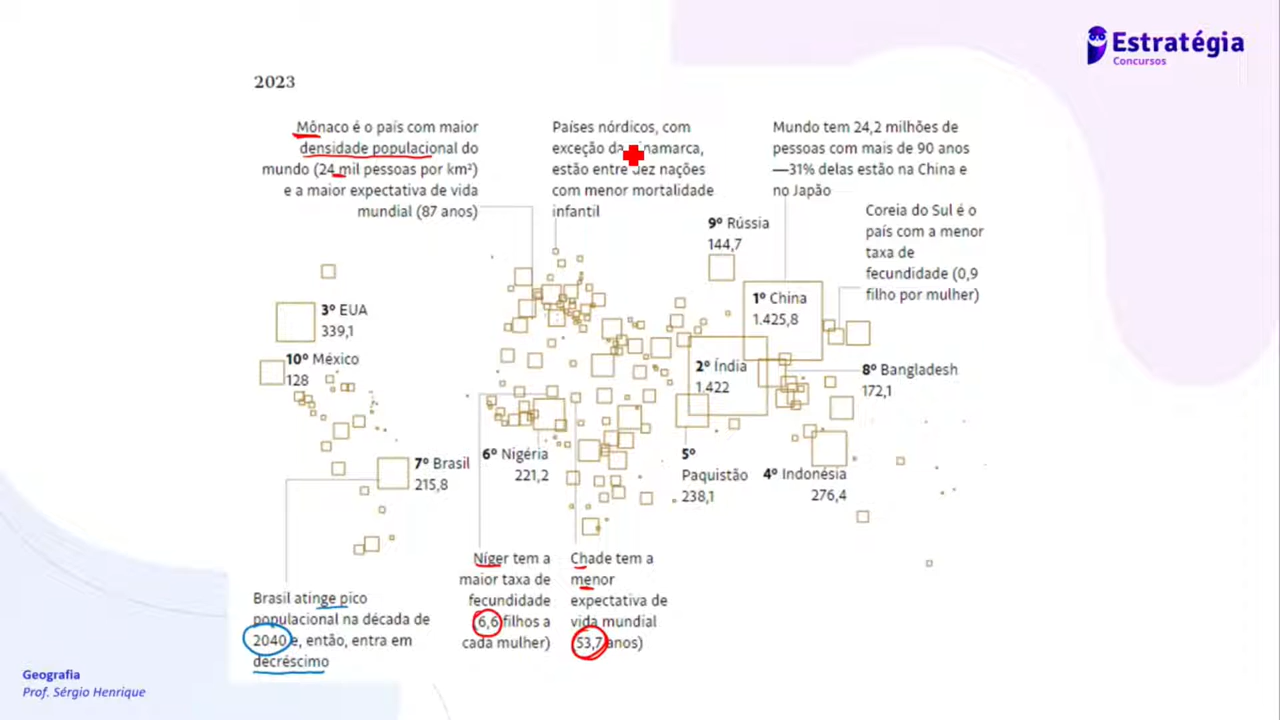 Estratégia
Concursos
2023
Mônaco é o país com maior
densidade populacional do
mundo (24 mil pessoas por km²)
e a maior expectativa de vida
mundial (87 anos)
Países nórdicos, com
exceção da Dinamarca,
estão entre dez nações
com menor mortalidade
infantil
Mundo tem 24,2 milhões de
pessoas com mais de 90 anos
—31% delas estão na China e
no Japão
Coreia do Sul é o
país com a menor
taxa de
fecundidade (0,9
filho por mulher)
9º Rússia
144,7
1º China
1.425,8
3º EUA
339,1
10º México
128
2º Índia
1.422
8º Bangladesh
172,1
7º Brasil
215,8
6º Nigéria
221,2
5º
Paquistão
238,1
4º Indonésia
276,4
Brasil atinge pico
populacional na década de
2040 e, então, entra em
decréscimo
Níger tem a
maior taxa de
fecundidade
(6,6 filhos a
cada mulher)
Chade tem a
menor
expectativa de
vida mundial
(53,7 anos)
Geografia
Prof. Sérgio Henrique